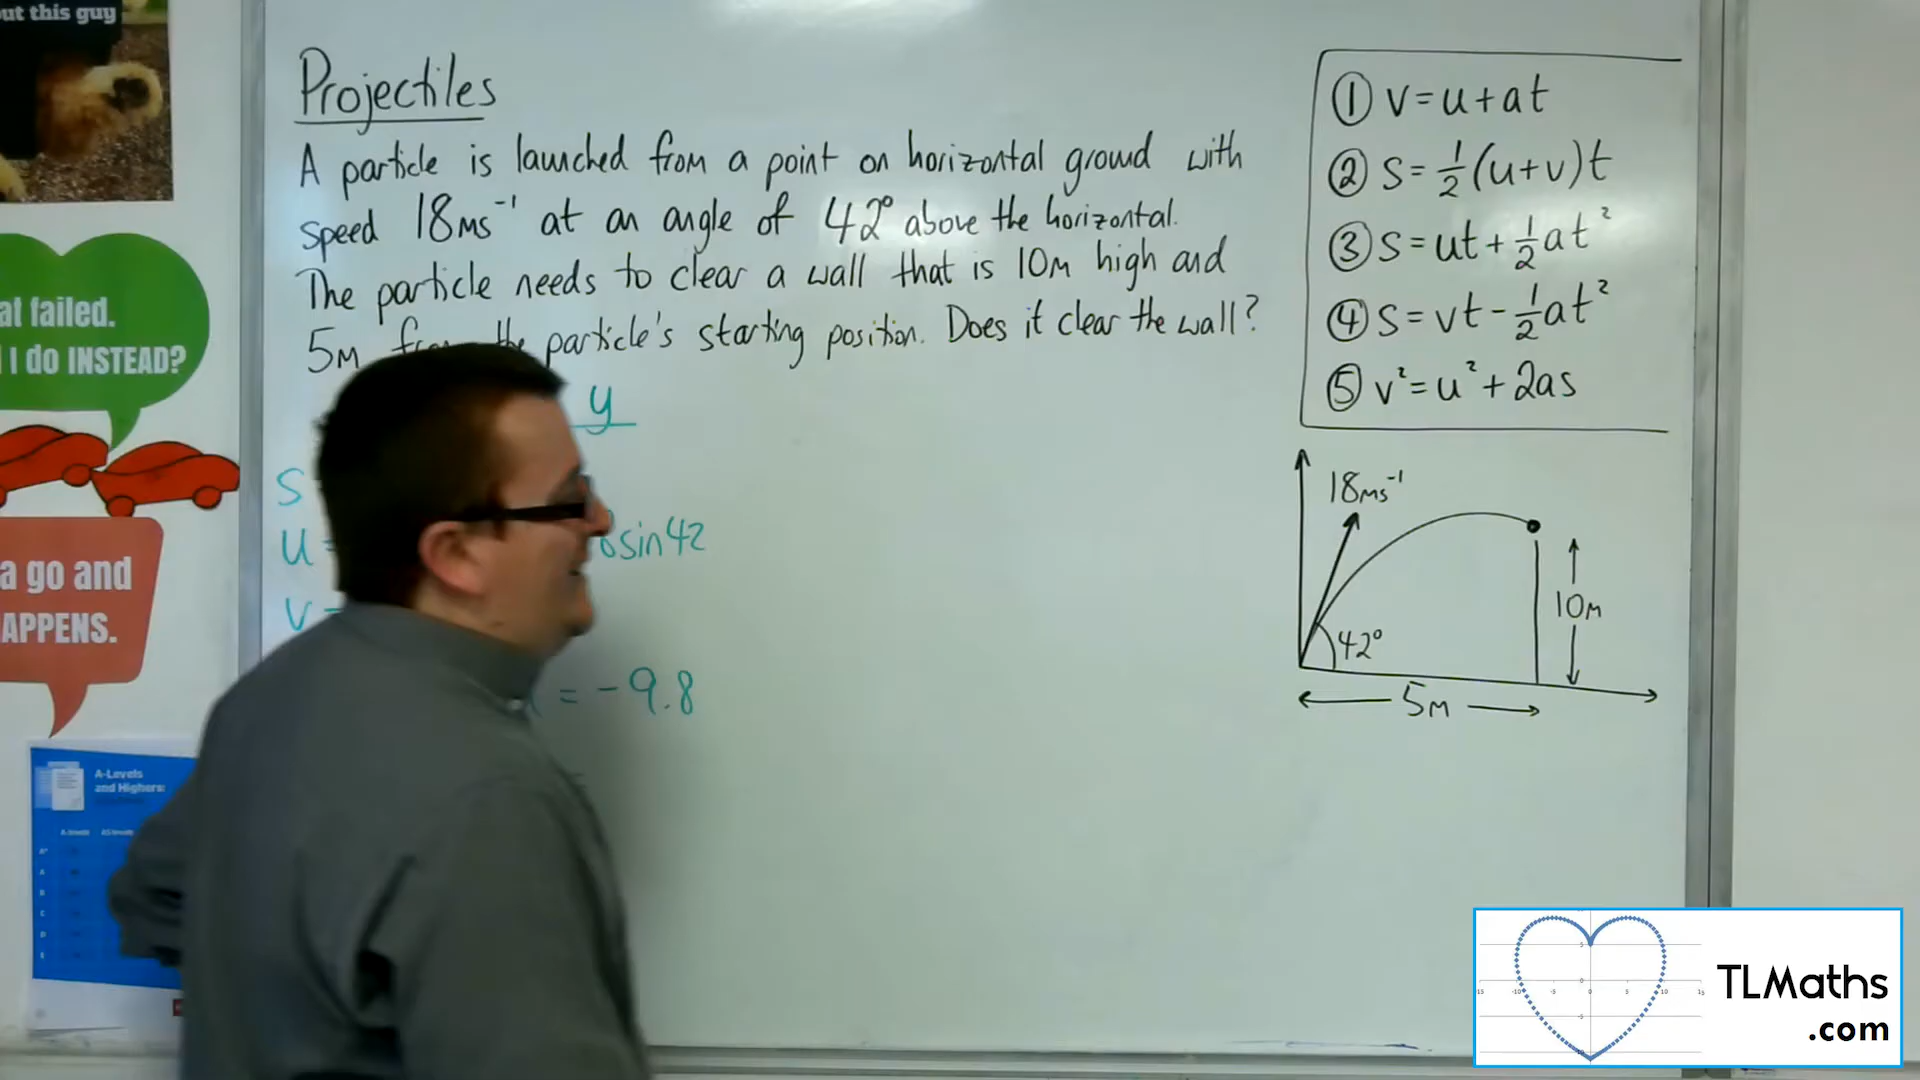 ut this guy
at failed.
I do INSTEAD?
a go and
APPENS.
A-Levels
and Highers:
Projectiles
A particle is launched from a point on horizontal ground with
speed 18ms⁻¹ at an angle of 42° above the horizontal.
The particle needs to clear a wall that is 10m high and
5m from the particle's starting position. Does it clear the wall?
y
s
u =
sin42
v =
= -9.8
① v=u+at
② s=½(u+v)t
③ s=ut+½at²
④ s=vt-½at²
⑤ v²=u²+2as
18ms⁻¹
42°
10m
5m
TLMaths
.com